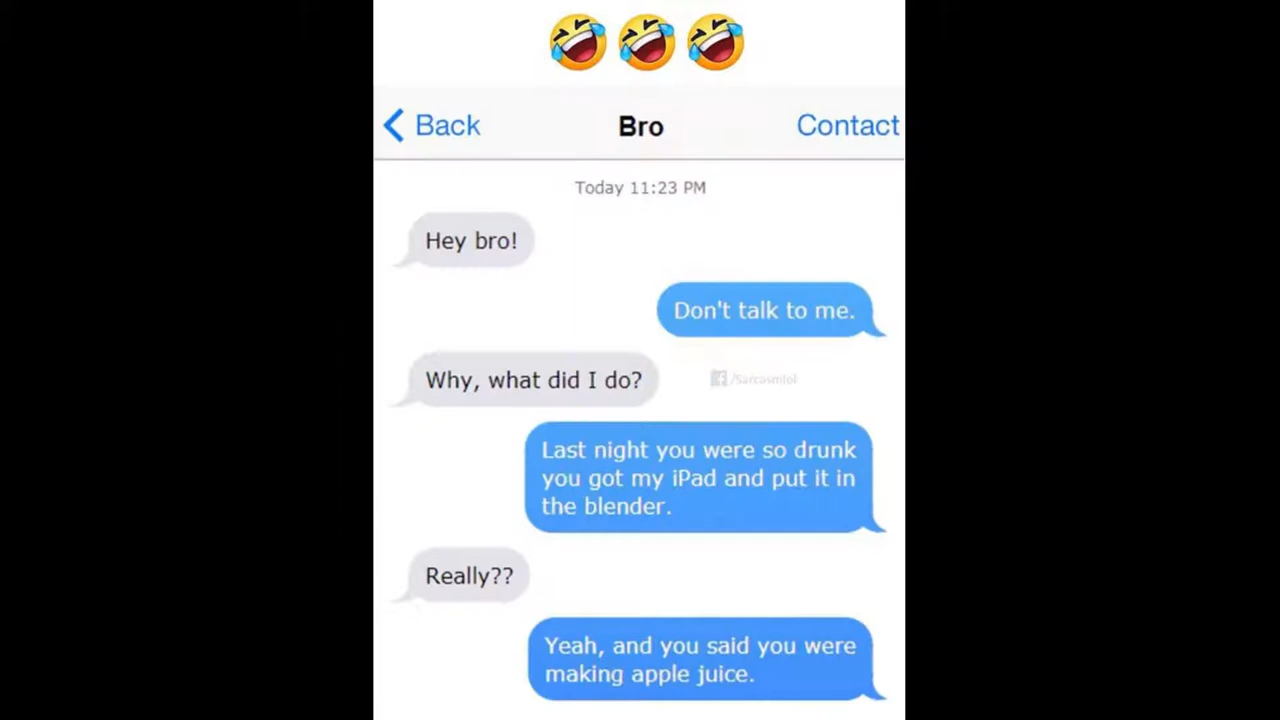 Back Bro Contact
Today 11:23 PM
Hey bro!
Don't talk to me.
Why, what did I do?
/Sarcasmlol
Last night you were so drunk
you got my iPad and put it in
the blender.
Really??
Yeah, and you said you were
making apple juice.